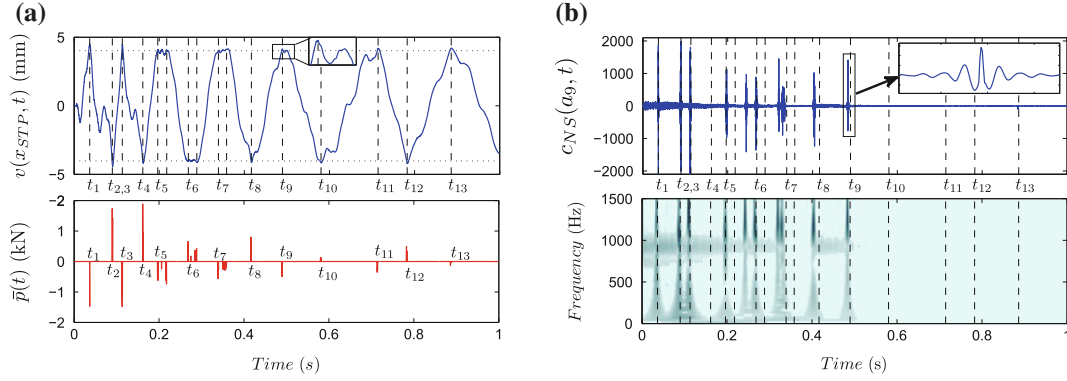 (a)
v(x_STP, t) (mm)
5
0
−5
t1 t2,3 t4 t5 t6 t7 t8 t9 t10 t11 t12 t13
p̄(t) (kN)
−2
−1
0
1
2
t1 t2 t3 t4 t5 t6 t7 t8 t9 t10 t11 t12 t13
0 0.2 0.4 0.6 0.8 1
Time (s)
(b)
c_NS(a9, t)
2000
1000
0
−1000
−2000
t1 t2,3 t4 t5 t6 t7 t8 t9 t10 t11 t12 t13
Frequency (Hz)
1500
1000
500
0
0 0.2 0.4 0.6 0.8 1
Time (s)